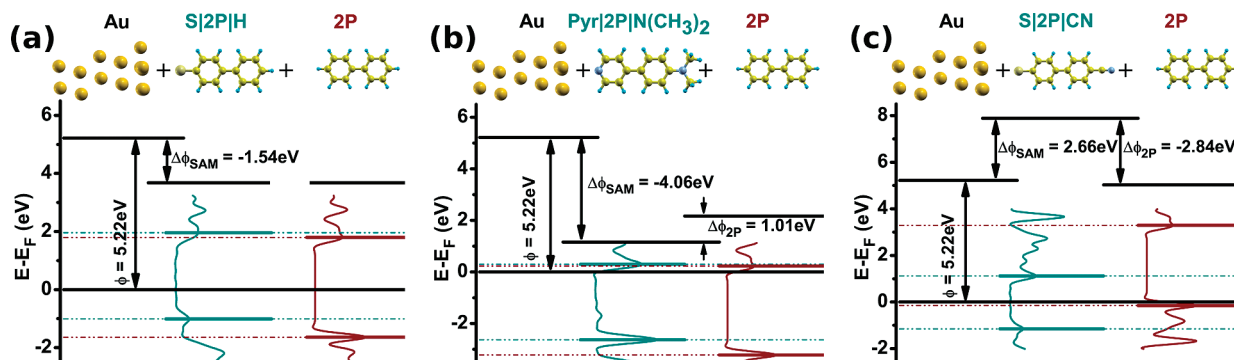 (a)
Au
S|2P|H
2P
+
+
6
4
2
0
-2
E-E_F (eV)
ϕ = 5.22eV
Δϕ_SAM = -1.54eV
(b)
Au
Pyr|2P|N(CH₃)₂
2P
+
+
6
4
2
0
-2
E-E_F (eV)
ϕ = 5.22eV
Δϕ_SAM = -4.06eV
Δϕ_2P = 1.01eV
(c)
Au
S|2P|CN
2P
+
+
8
6
4
2
0
-2
E-E_F (eV)
ϕ = 5.22eV
Δϕ_SAM = 2.66eV
Δϕ_2P = -2.84eV